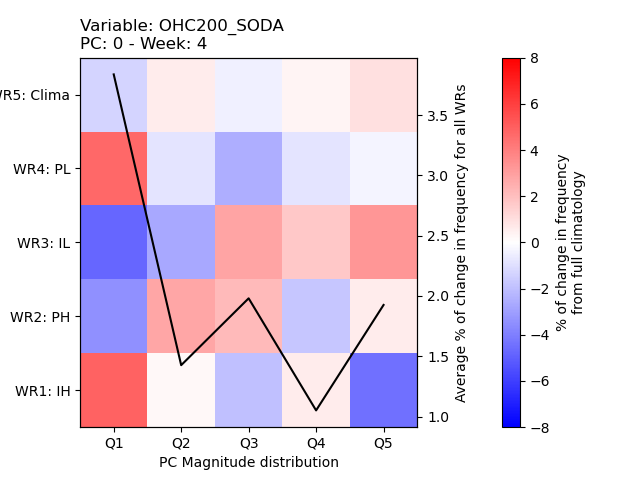 Variable: OHC200_SODA
PC: 0 - Week: 4
WR5: Clima
WR4: PL
WR3: IL
WR2: PH
WR1: IH
Q1 Q2 Q3 Q4 Q5
PC Magnitude distribution
3.5
3.0
2.5
2.0
1.5
1.0
Average % of change in frequency for all WRs
8
6
4
2
0
−2
−4
−6
−8
% of change in frequency
from full climatology